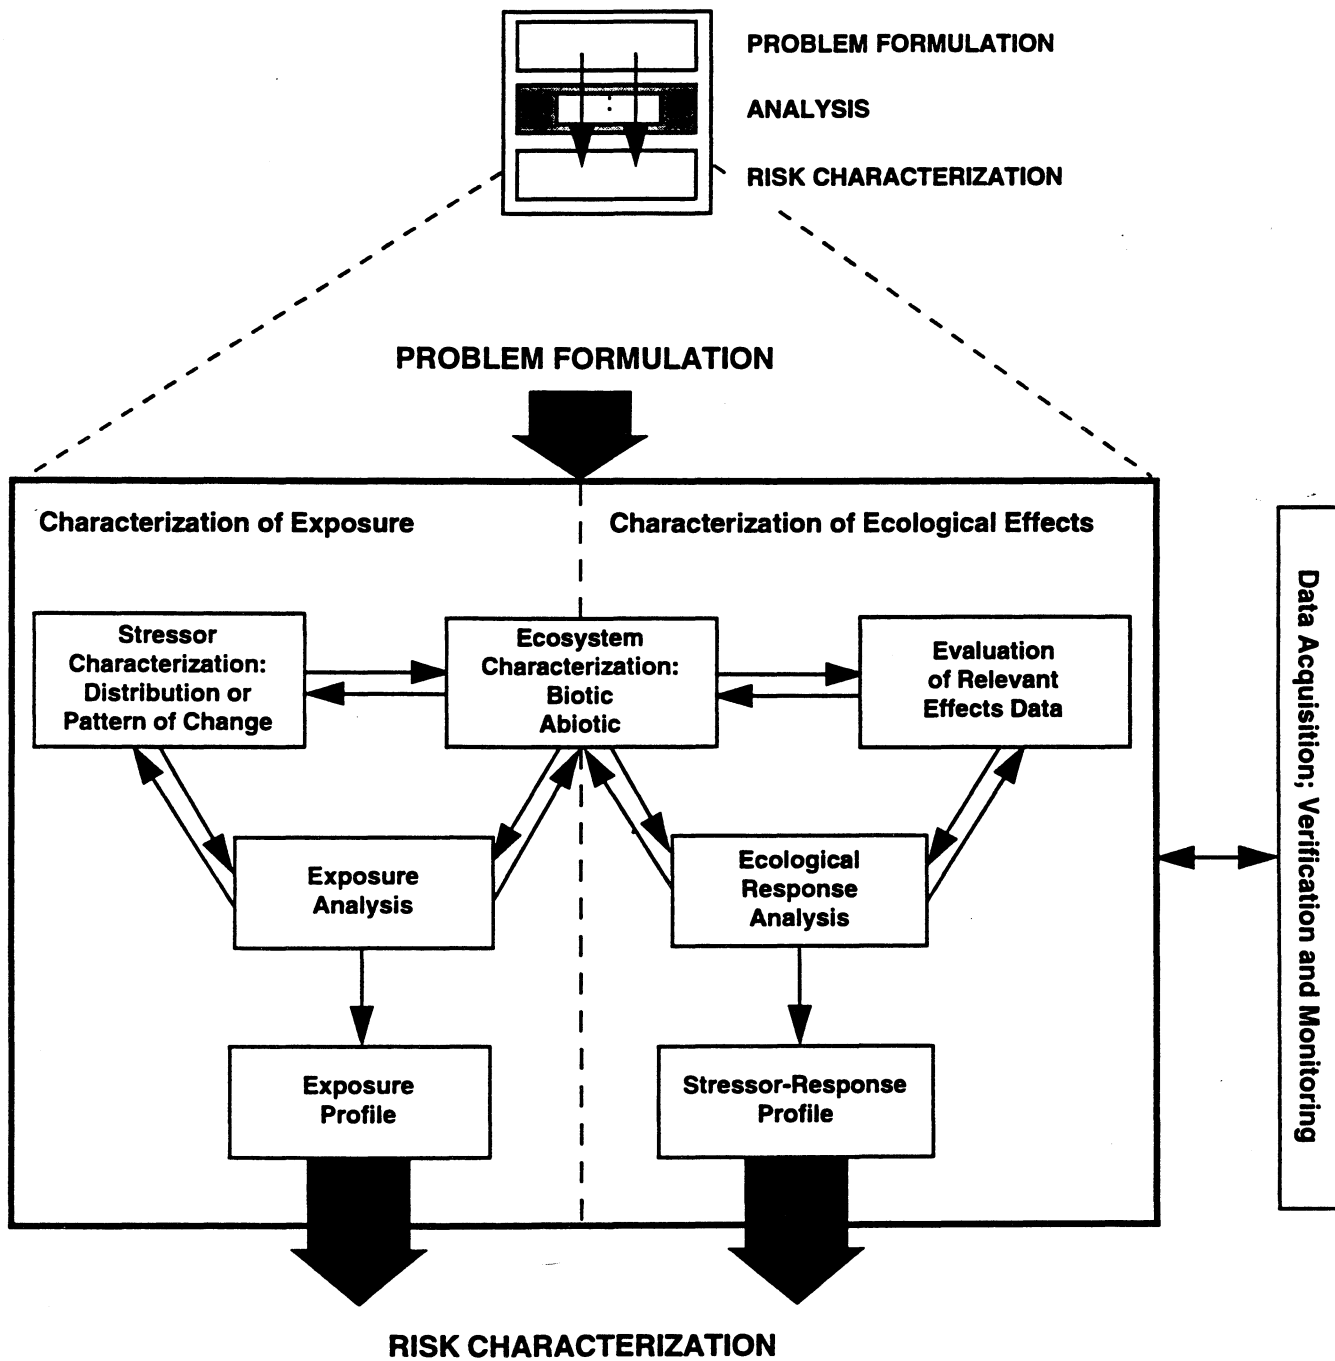 PROBLEM FORMULATION
ANALYSIS
RISK CHARACTERIZATION
PROBLEM FORMULATION
Characterization of Exposure
Characterization of Ecological Effects
Stressor
Characterization:
Distribution or
Pattern of Change
Ecosystem
Characterization:
Biotic
Abiotic
Evaluation
of Relevant
Effects Data
Exposure
Analysis
Ecological
Response
Analysis
Exposure
Profile
Stressor-Response
Profile
Data Acquisition; Verification and Monitoring
RISK CHARACTERIZATION